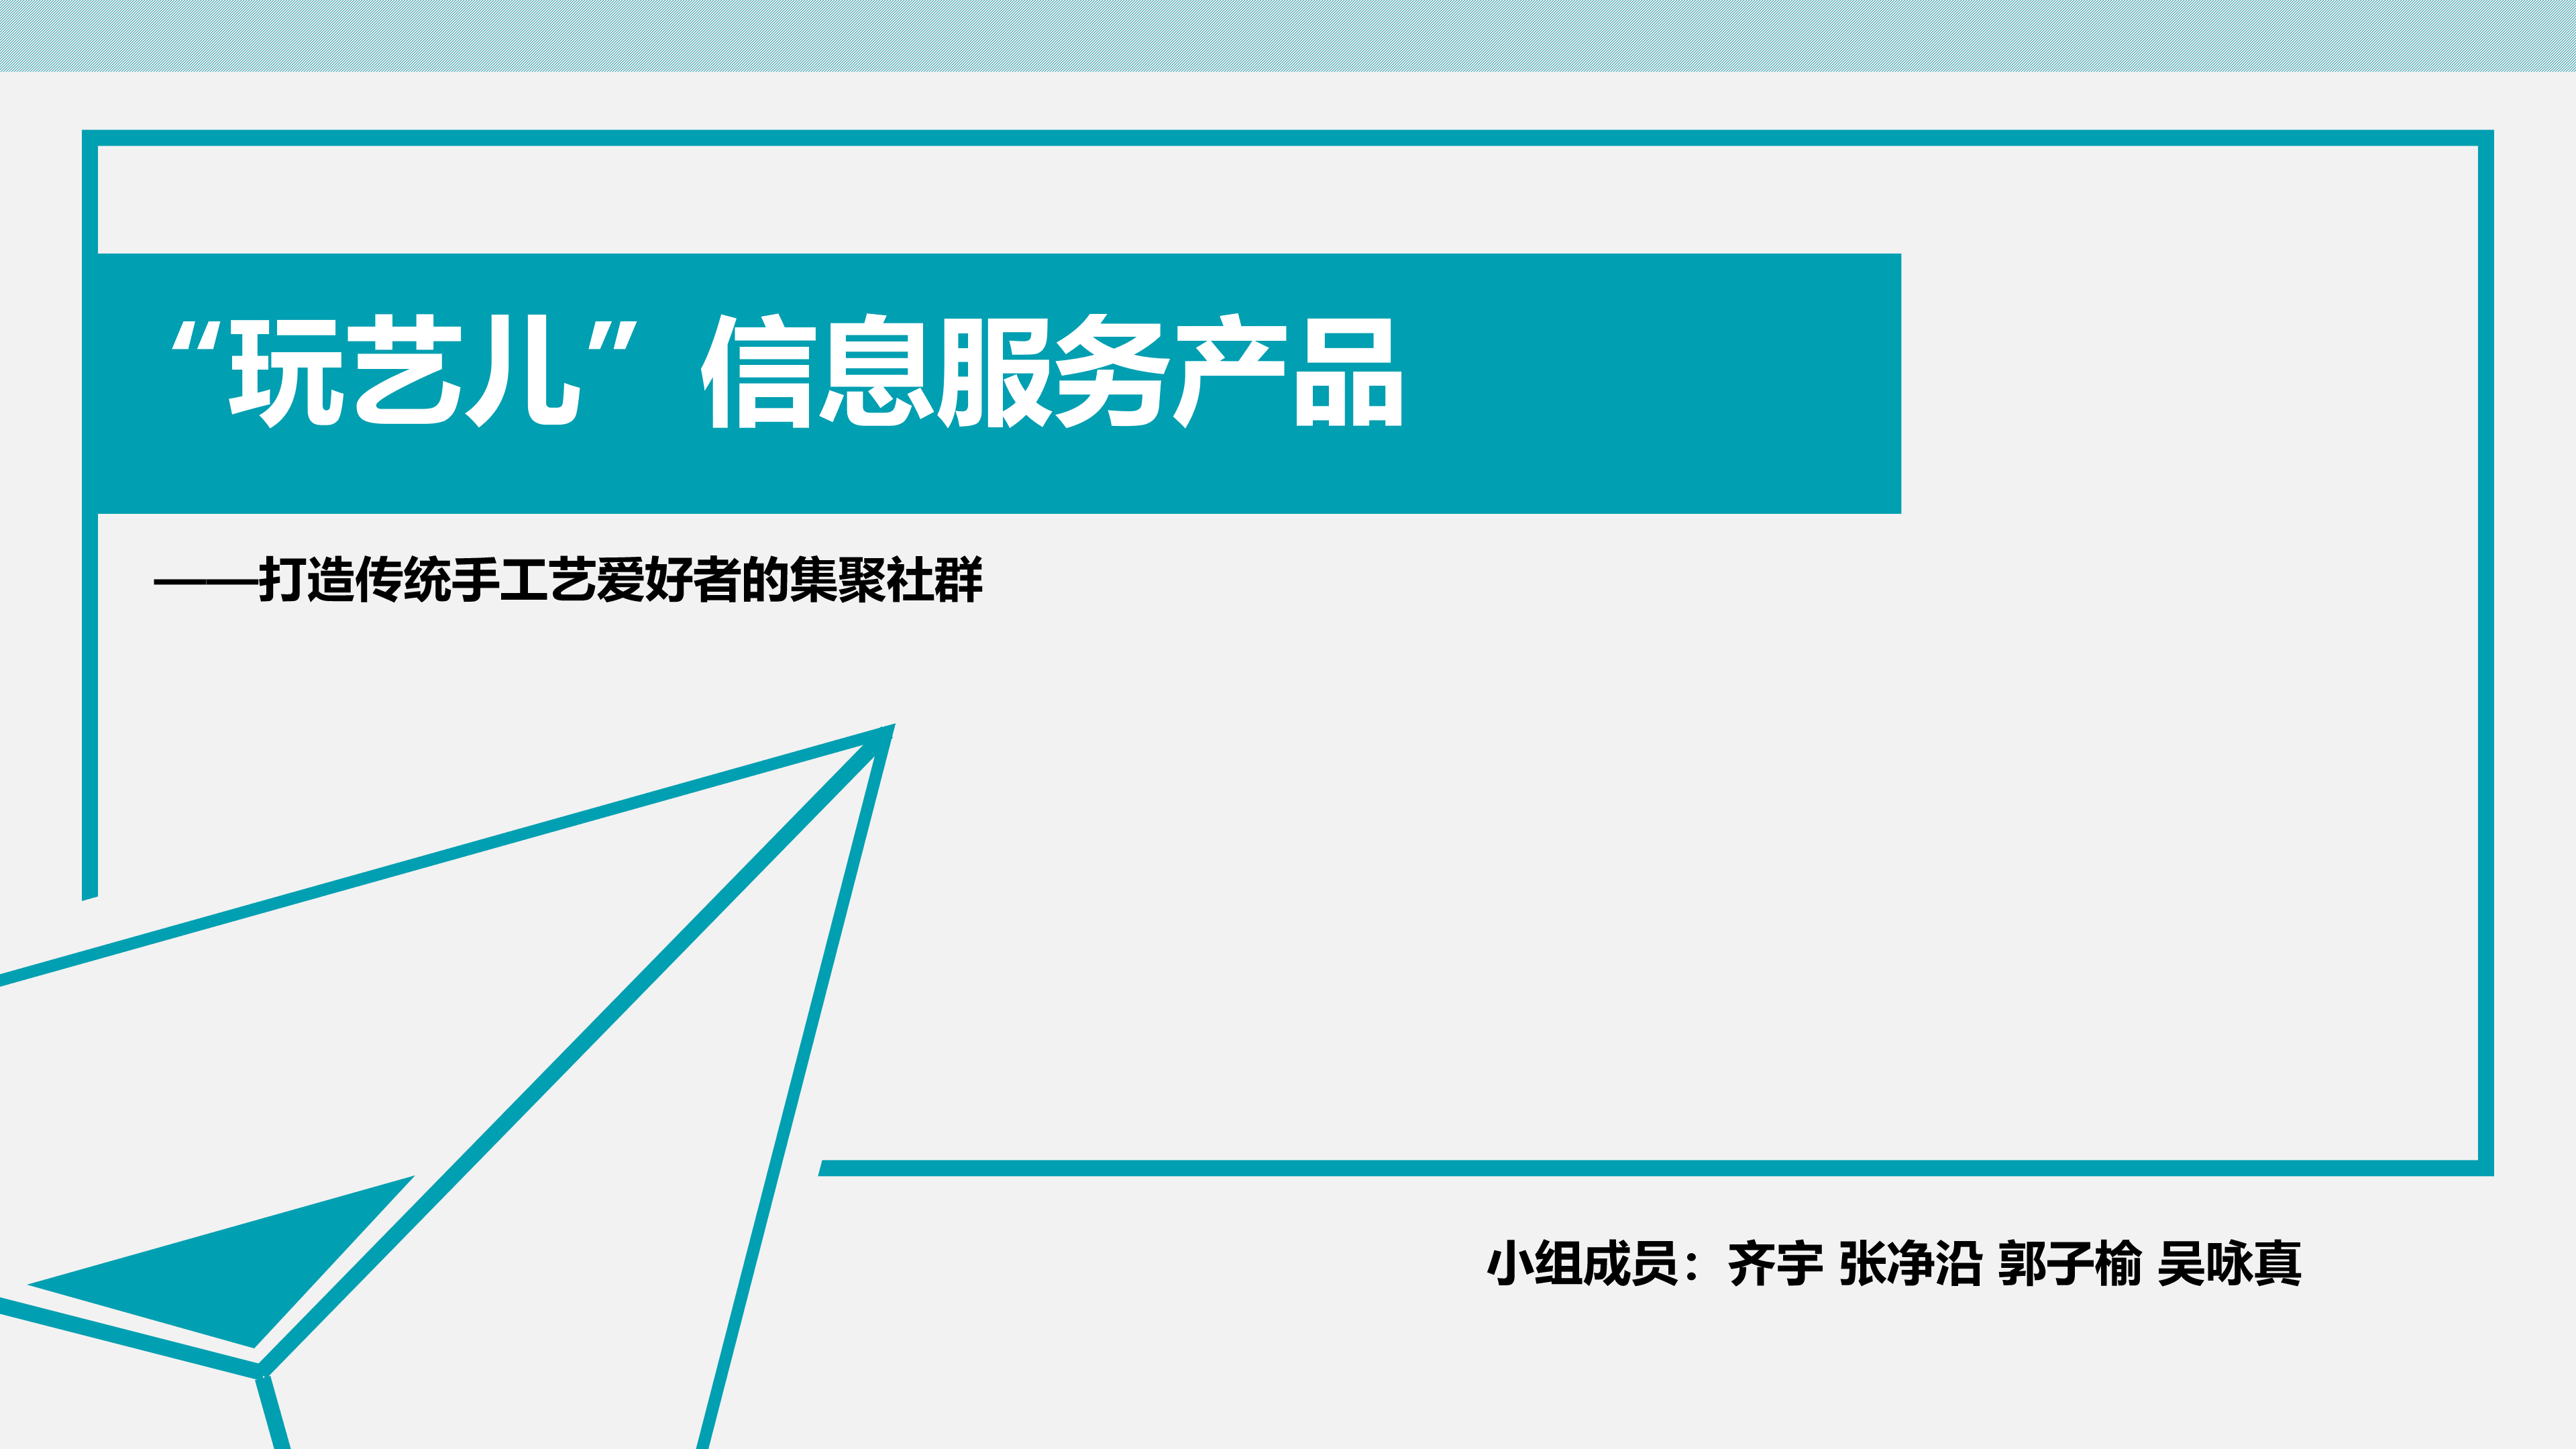 “玩艺儿”信息服务产品
——打造传统手工艺爱好者的集聚社群
小组成员：齐宇 张净沿 郭子榆 吴咏真